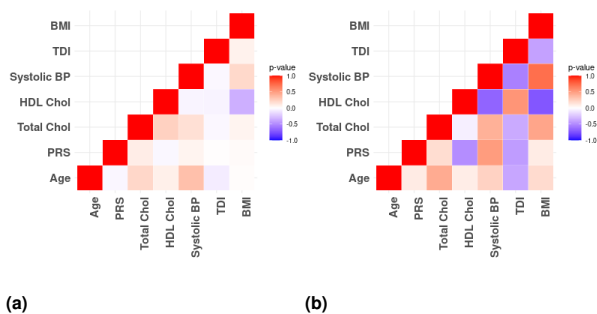 BMI
TDI
Systolic BP
HDL Chol
Total Chol
PRS
Age
Age
PRS
Total Chol
HDL Chol
Systolic BP
TDI
BMI
p-value
1.0
0.5
0.0
-0.5
-1.0
(a)
BMI
TDI
Systolic BP
HDL Chol
Total Chol
PRS
Age
Age
PRS
Total Chol
HDL Chol
Systolic BP
TDI
BMI
p-value
1.0
0.5
0.0
-0.5
-1.0
(b)